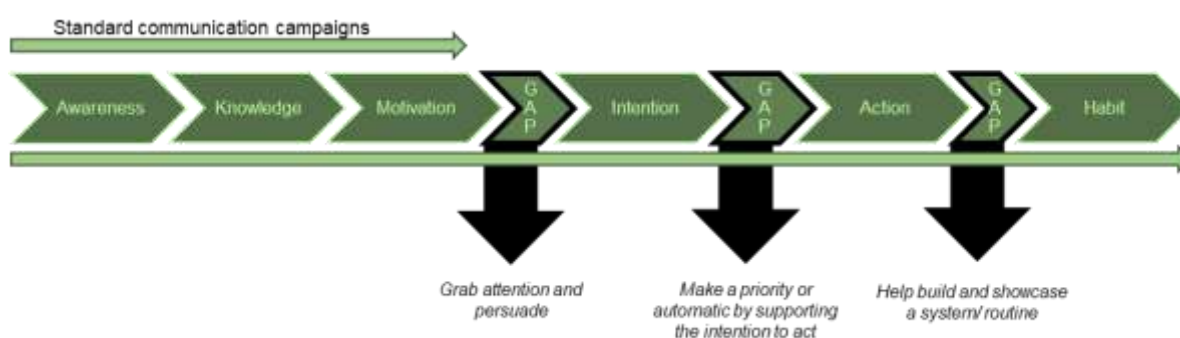 Standard communication campaigns
Awareness
Knowledge
Motivation
GAP
Intention
GAP
Action
GAP
Habit
Grab attention and
persuade
Make a priority or
automatic by supporting
the intention to act
Help build and showcase
a system/ routine